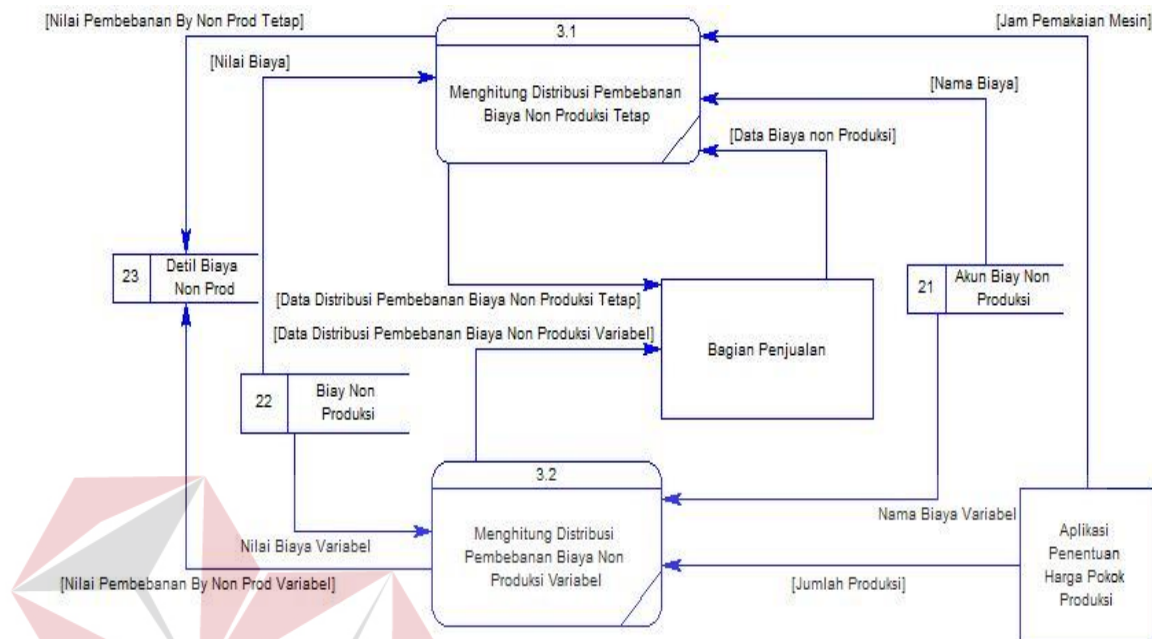 [Nilai Pembebanan By Non Prod Tetap]
3.1
[Jam Pemakaian Mesin]
[Nilai Biaya]
Menghitung Distribusi Pembebanan
Biaya Non Produksi Tetap
[Nama Biaya]
[Data Biaya non Produksi]
23
Detil Biaya
Non Prod
21
Akun Biay Non
Produksi
[Data Distribusi Pembebanan Biaya Non Produksi Tetap]
[Data Distribusi Pembebanan Biaya Non Produksi Variabel]
Bagian Penjualan
22
Biay Non
Produksi
3.2
Nama Biaya Variabel
Nilai Biaya Variabel
Menghitung Distribusi
Pembebanan Biaya Non
Produksi Variabel
Aplikasi
Penentuan
Harga Pokok
Produksi
[Nilai Pembebanan By Non Prod Variabel]
[Jumlah Produksi]